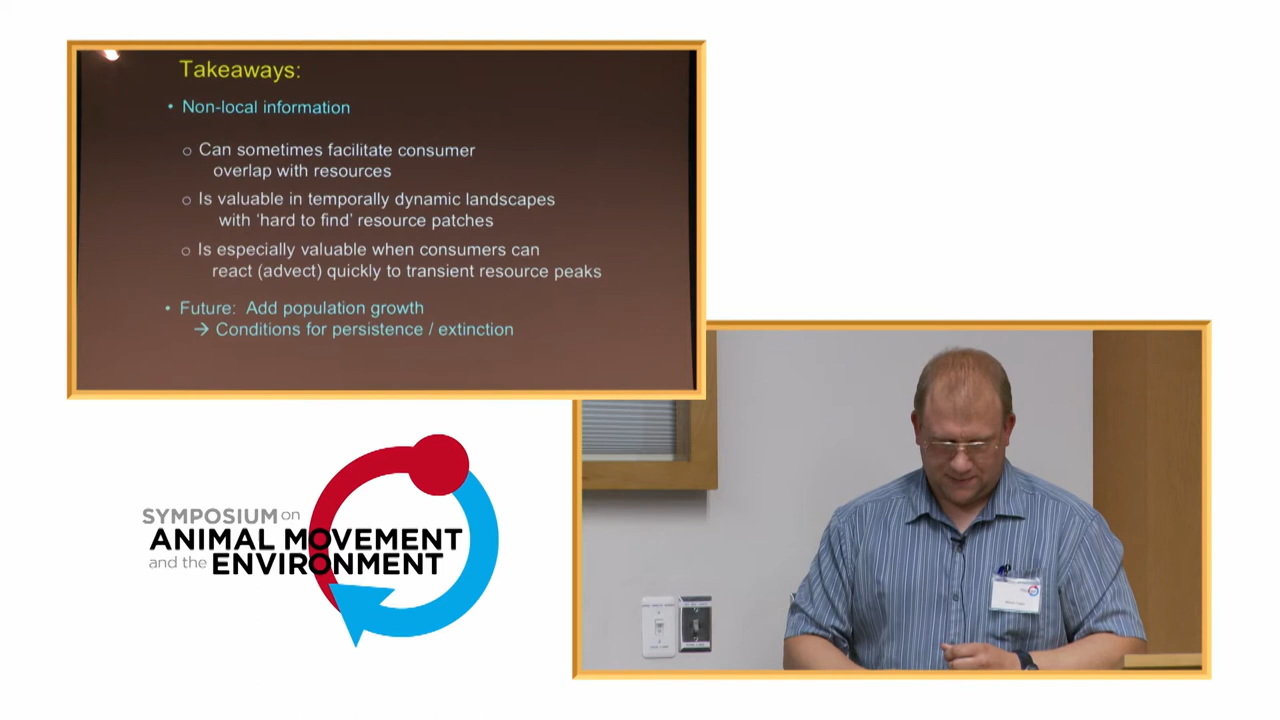 Takeaways:
• Non-local information
o Can sometimes facilitate consumer
overlap with resources
o Is valuable in temporally dynamic landscapes
with ‘hard to find’ resource patches
o Is especially valuable when consumers can
react (advect) quickly to transient resource peaks
• Future: Add population growth
→ Conditions for persistence / extinction
SYMPOSIUM on
ANIMAL MOVEMENT
and the ENVIRONMENT